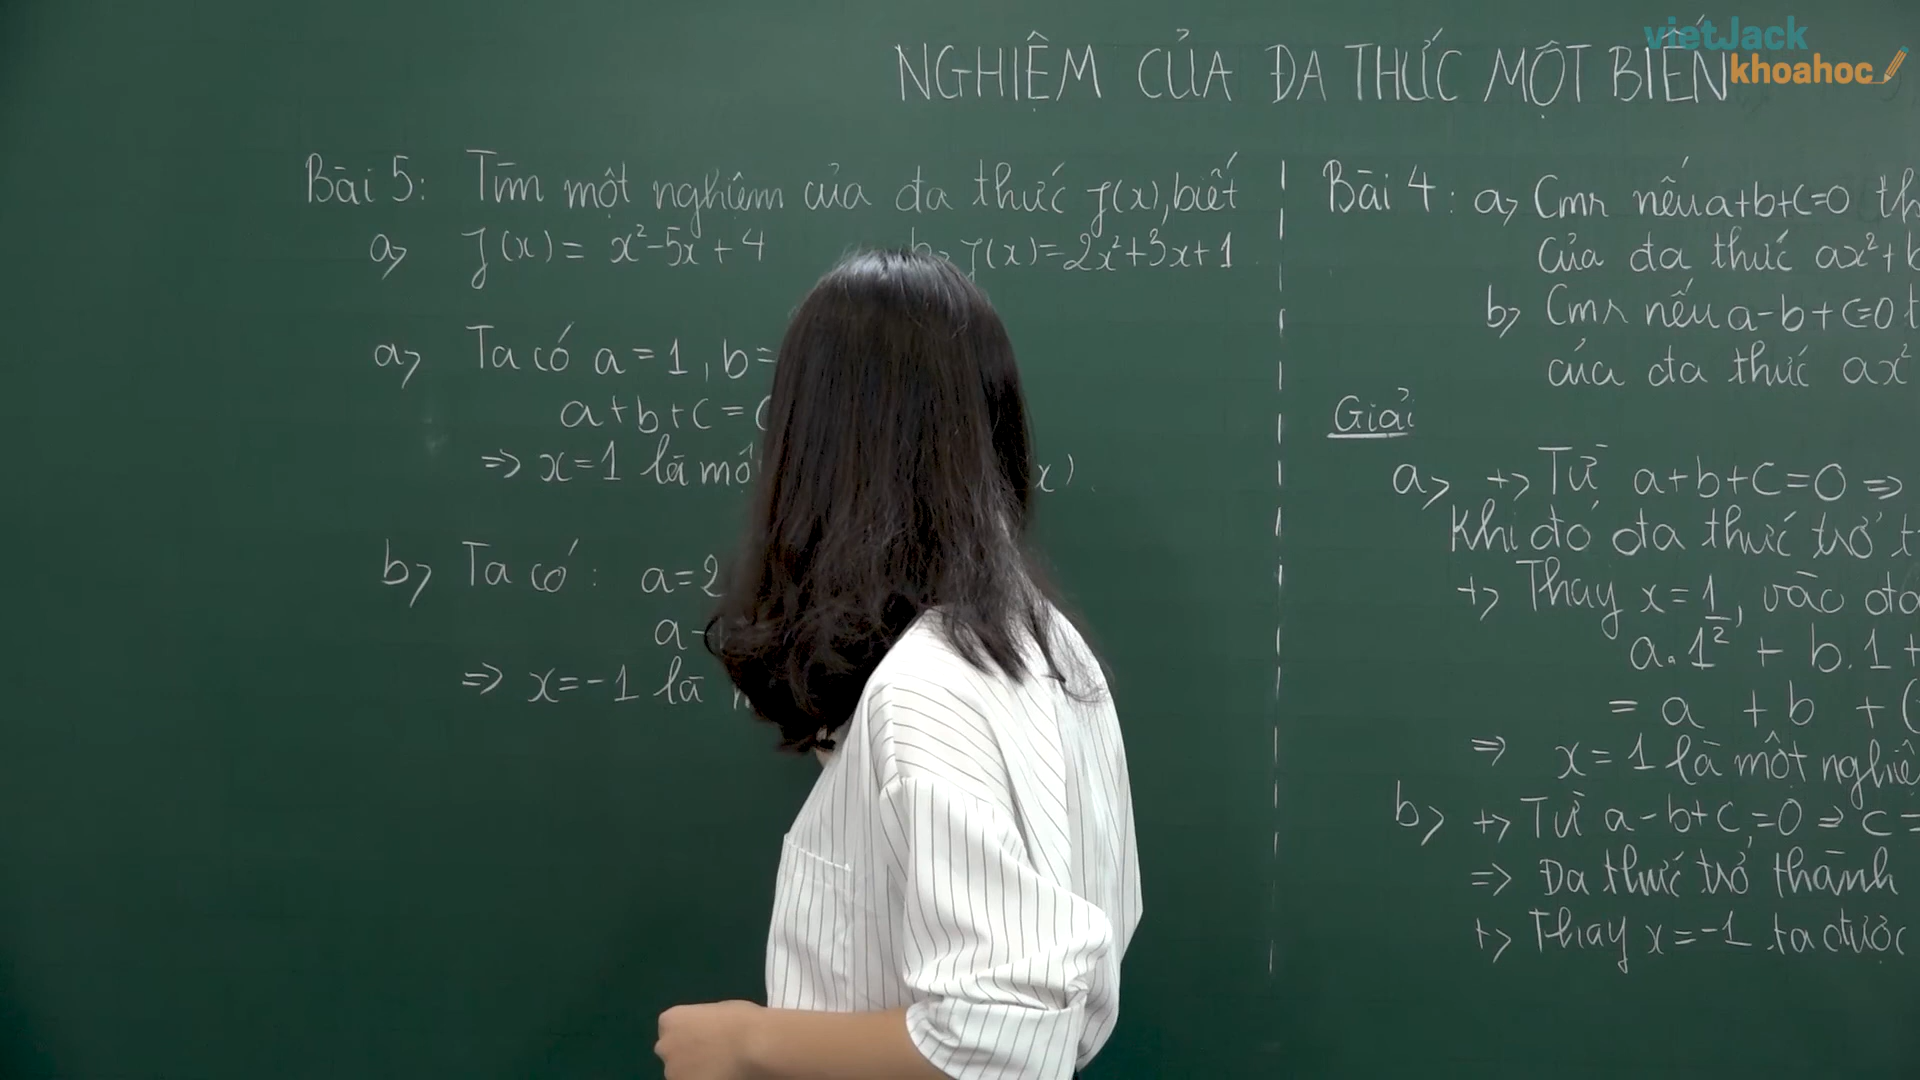 vietJack
khoahoc
NGHIỆM CỦA ĐA THỨC MỘT BIẾN
Bài 5: Tìm một nghiệm của đa thức f(x), biết
a, f(x) = x²-5x + 4 b, f(x)=2x²+3x+1
a, Ta có a = 1, b=
a+b+c = 0
⇒ x=1 là mộ x)
b, Ta có: a=2
a-
⇒ x=-1 là
Bài 4: a, Cmr nếu a+b+c=0 th
của đa thức ax²+b
b, Cmr nếu a-b+c=0 t
của đa thức ax²
Giải
a, +, Từ a+b+c=0 ⇒
Khi đó đa thức trở t
+, Thay x=1, vào đa
a.1² + b.1 +
= a + b + (
⇒ x=1 là một nghiệ
b, +, Từ a-b+c=0 ⇒ c=
⇒ Đa thức trở thành
+, Thay x=-1 ta được